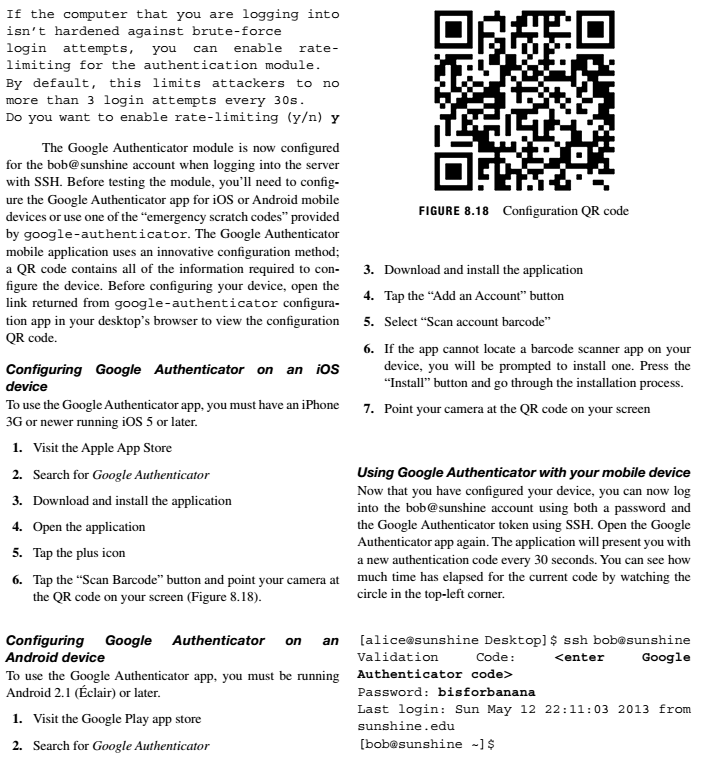 If the computer that you are logging into
isn't hardened against brute-force
login attempts, you can enable rate-
limiting for the authentication module.
By default, this limits attackers to no
more than 3 login attempts every 30s.
Do you want to enable rate-limiting (y/n) y
The Google Authenticator module is now configured
for the bob@sunshine account when logging into the server
with SSH. Before testing the module, you'll need to config-
ure the Google Authenticator app for iOS or Android mobile
devices or use one of the "emergency scratch codes" provided
by google-authenticator. The Google Authenticator
mobile application uses an innovative configuration method;
a QR code contains all of the information required to con-
figure the device. Before configuring your device, open the
link returned from google-authenticator configura-
tion app in your desktop's browser to view the configuration
QR code.
Configuring Google Authenticator on an iOS
device
To use the Google Authenticator app, you must have an iPhone
3G or newer running iOS 5 or later.
1. Visit the Apple App Store
2. Search for Google Authenticator
3. Download and install the application
4. Open the application
5. Tap the plus icon
6. Tap the "Scan Barcode" button and point your camera at
the QR code on your screen (Figure 8.18).
Configuring Google Authenticator on an
Android device
To use the Google Authenticator app, you must be running
Android 2.1 (Éclair) or later.
1. Visit the Google Play app store
2. Search for Google Authenticator
FIGURE 8.18 Configuration QR code
3. Download and install the application
4. Tap the "Add an Account" button
5. Select "Scan account barcode"
6. If the app cannot locate a barcode scanner app on your
device, you will be prompted to install one. Press the
"Install" button and go through the installation process.
7. Point your camera at the QR code on your screen
Using Google Authenticator with your mobile device
Now that you have configured your device, you can now log
into the bob@sunshine account using both a password and
the Google Authenticator token using SSH. Open the Google
Authenticator app again. The application will present you with
a new authentication code every 30 seconds. You can see how
much time has elapsed for the current code by watching the
circle in the top-left corner.
[alice@sunshine Desktop]$ ssh bob@sunshine
Validation Code: <enter Google
Authenticator code>
Password: bisforbanana
Last login: Sun May 12 22:11:03 2013 from
sunshine.edu
[bob@sunshine ~]$